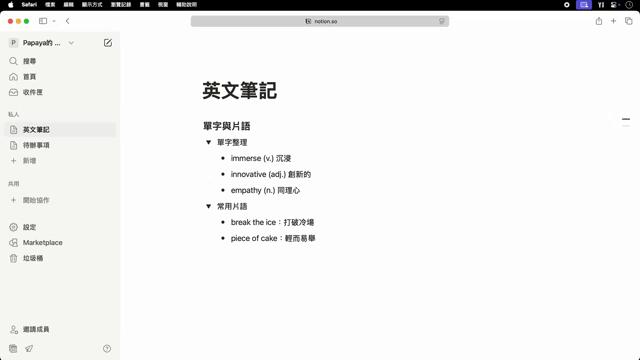 Safari 檔案 編輯 顯示方式 瀏覽記錄 書籤 視窗 輔助說明
notion.so
P Papaya的 ...
搜尋
首頁
收件匣
私人
英文筆記
待辦事項
新增
共用
開始協作
設定
Marketplace
垃圾桶
邀請成員
英文筆記
單字與片語
單字整理
immerse (v.) 沉浸
innovative (adj.) 創新的
empathy (n.) 同理心
常用片語
break the ice：打破冷場
piece of cake：輕而易舉